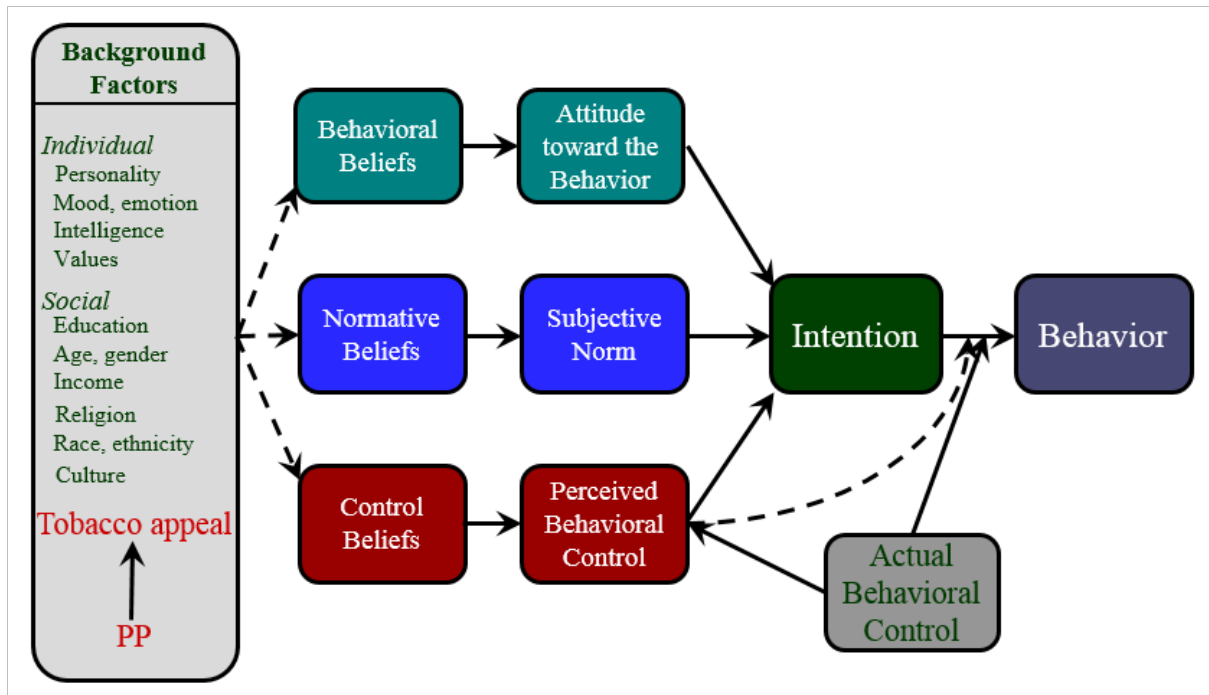 Background
Factors
Individual
Personality
Mood, emotion
Intelligence
Values
Social
Education
Age, gender
Income
Religion
Race, ethnicity
Culture
Tobacco appeal
PP
Behavioral
Beliefs
Attitude
toward the
Behavior
Normative
Beliefs
Subjective
Norm
Control
Beliefs
Perceived
Behavioral
Control
Intention
Behavior
Actual
Behavioral
Control